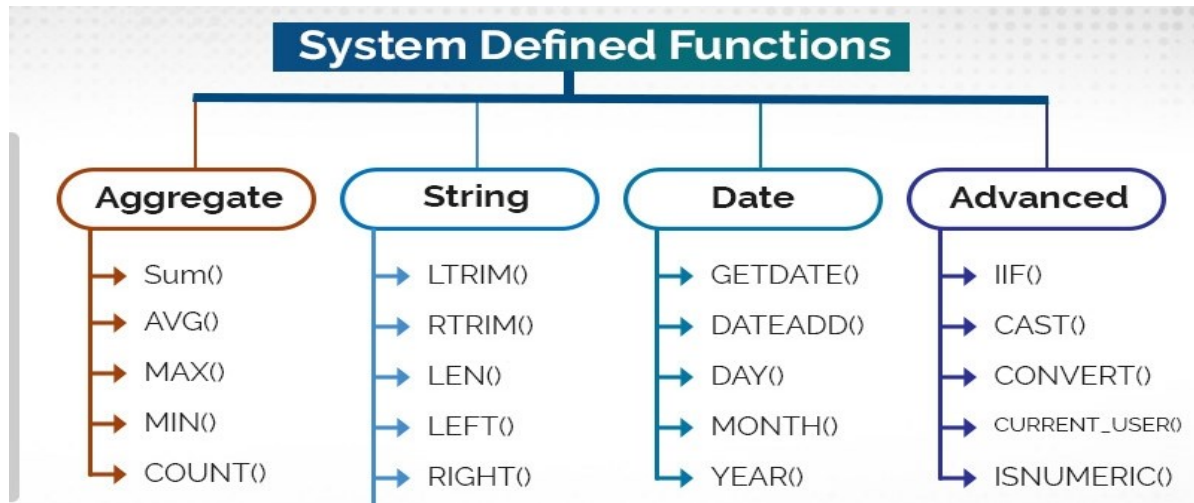 System Defined Functions
Aggregate
Sum()
AVG()
MAX()
MIN()
COUNT()
String
LTRIM()
RTRIM()
LEN()
LEFT()
RIGHT()
Date
GETDATE()
DATEADD()
DAY()
MONTH()
YEAR()
Advanced
IIF()
CAST()
CONVERT()
CURRENT_USER()
ISNUMERIC()